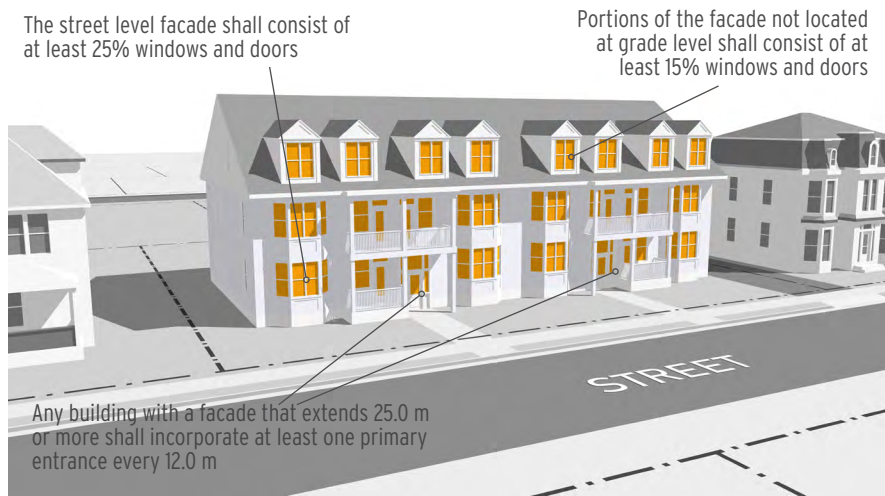 The street level facade shall consist of
at least 25% windows and doors
Portions of the facade not located
at grade level shall consist of at
least 15% windows and doors
STREET
Any building with a facade that extends 25.0 m
or more shall incorporate at least one primary
entrance every 12.0 m